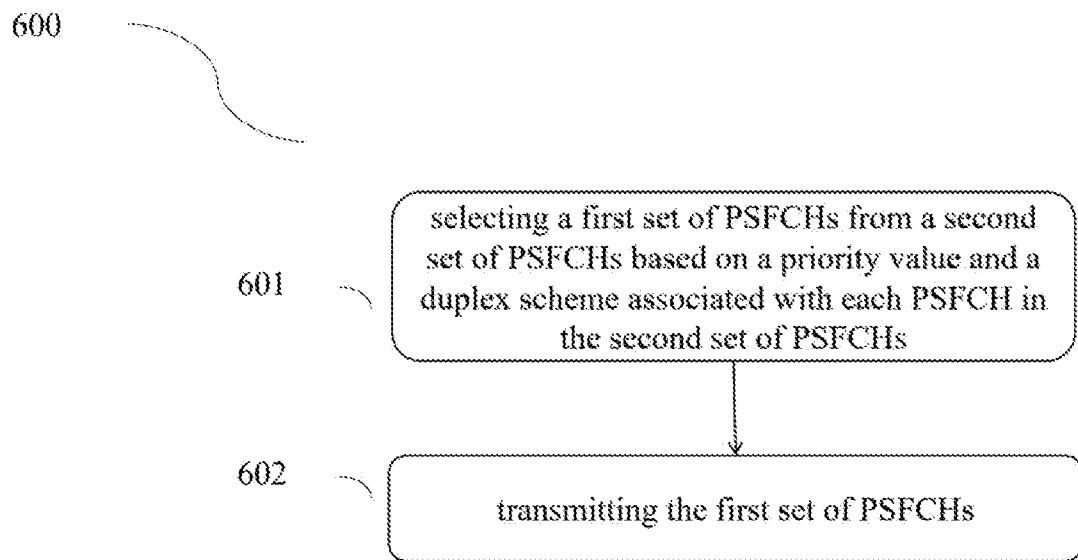 600
selecting a first set of PSFCHs from a second
set of PSFCHs based on a priority value and a
601
duplex scheme associated with each PSFCH in
the second set of PSFCHs
602
transmitting the first set of PSFCHs